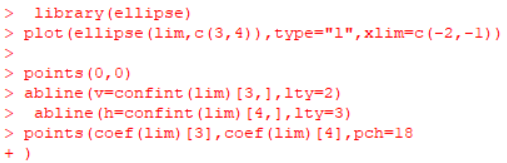 >  library(ellipse)
> plot(ellipse(lim,c(3,4)),type="l",xlim=c(-2,-1))
>
> points(0,0)
> abline(v=confint(lim)[3,],lty=2)
>  abline(h=confint(lim)[4,],lty=3)
> points(coef(lim)[3],coef(lim)[4],pch=18
+ )